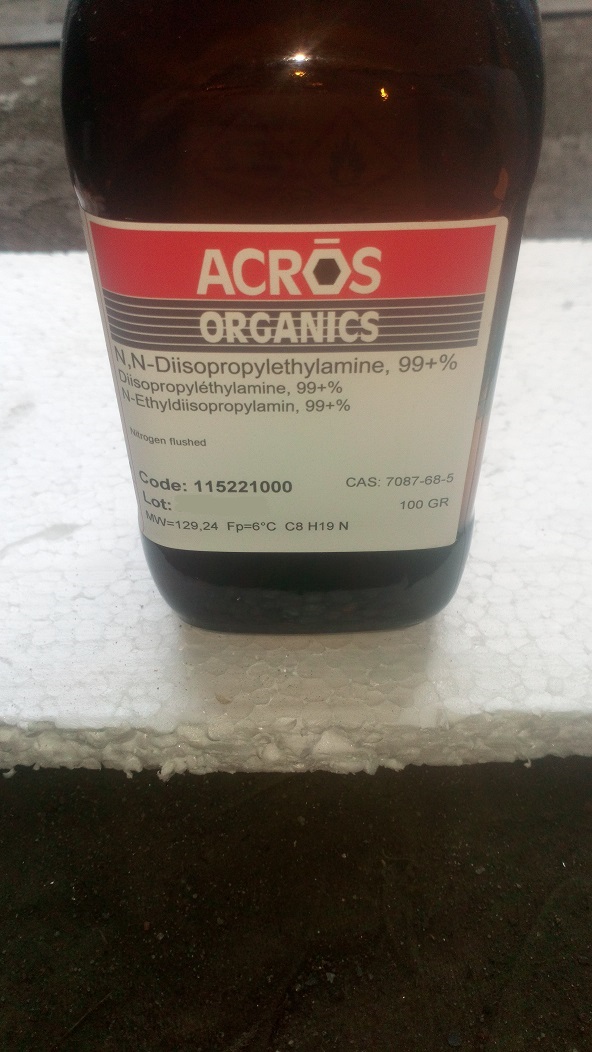 ACRŌS
ORGANICS
N,N-Diisopropylethylamine, 99+%
Diisopropyléthylamine, 99+%
N-Ethyldiisopropylamin, 99+%
Nitrogen flushed
Code: 115221000
CAS: 7087-68-5
Lot:
100 GR
MW=129,24 Fp=6°C C8 H19 N